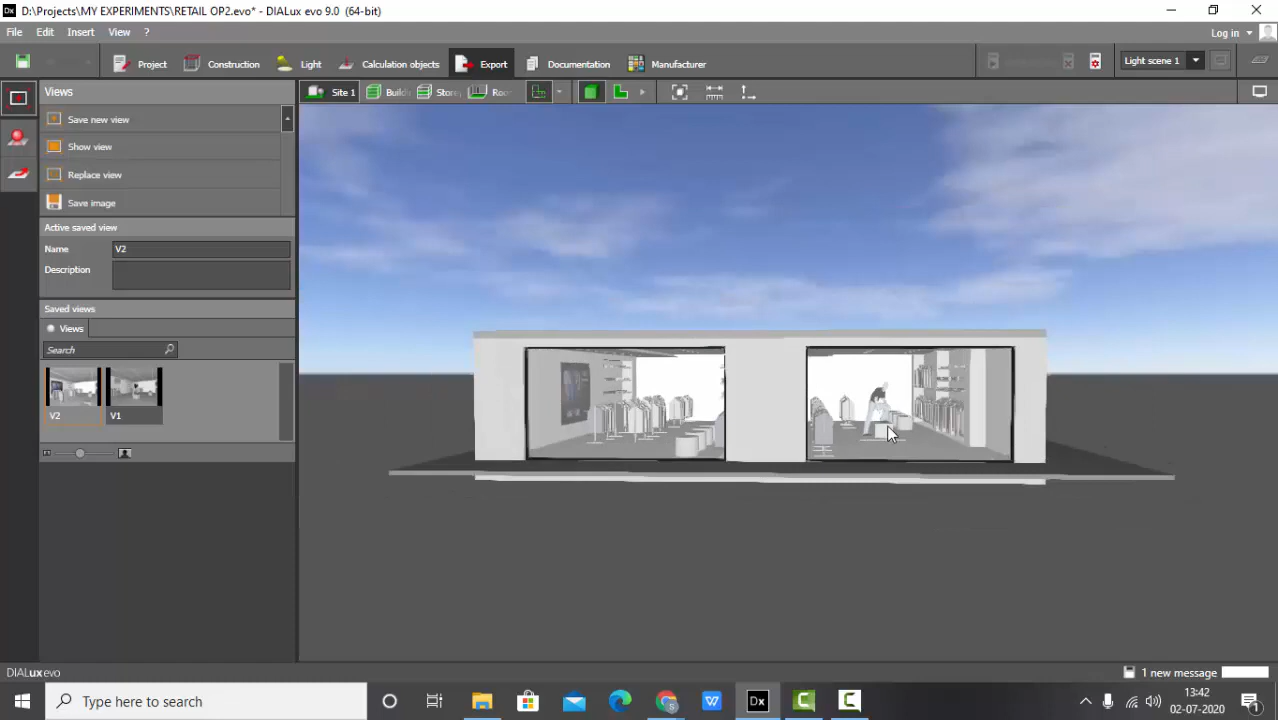 Dx D:\Projects\MY EXPERIMENTS\RETAIL OP2.evo* - DIALux evo 9.0 (64-bit)
File Edit Insert View ? Log in
Project Construction Light Calculation objects Export Documentation Manufacturer Light scene 1
Views Site 1
Save new view
Show view
Replace view
Save image
Active saved view
Name V2
Description
Saved views
Views
Search
V2 V1
DIALux evo 1 new message
Type here to search Dx 13:42
02-07-2020